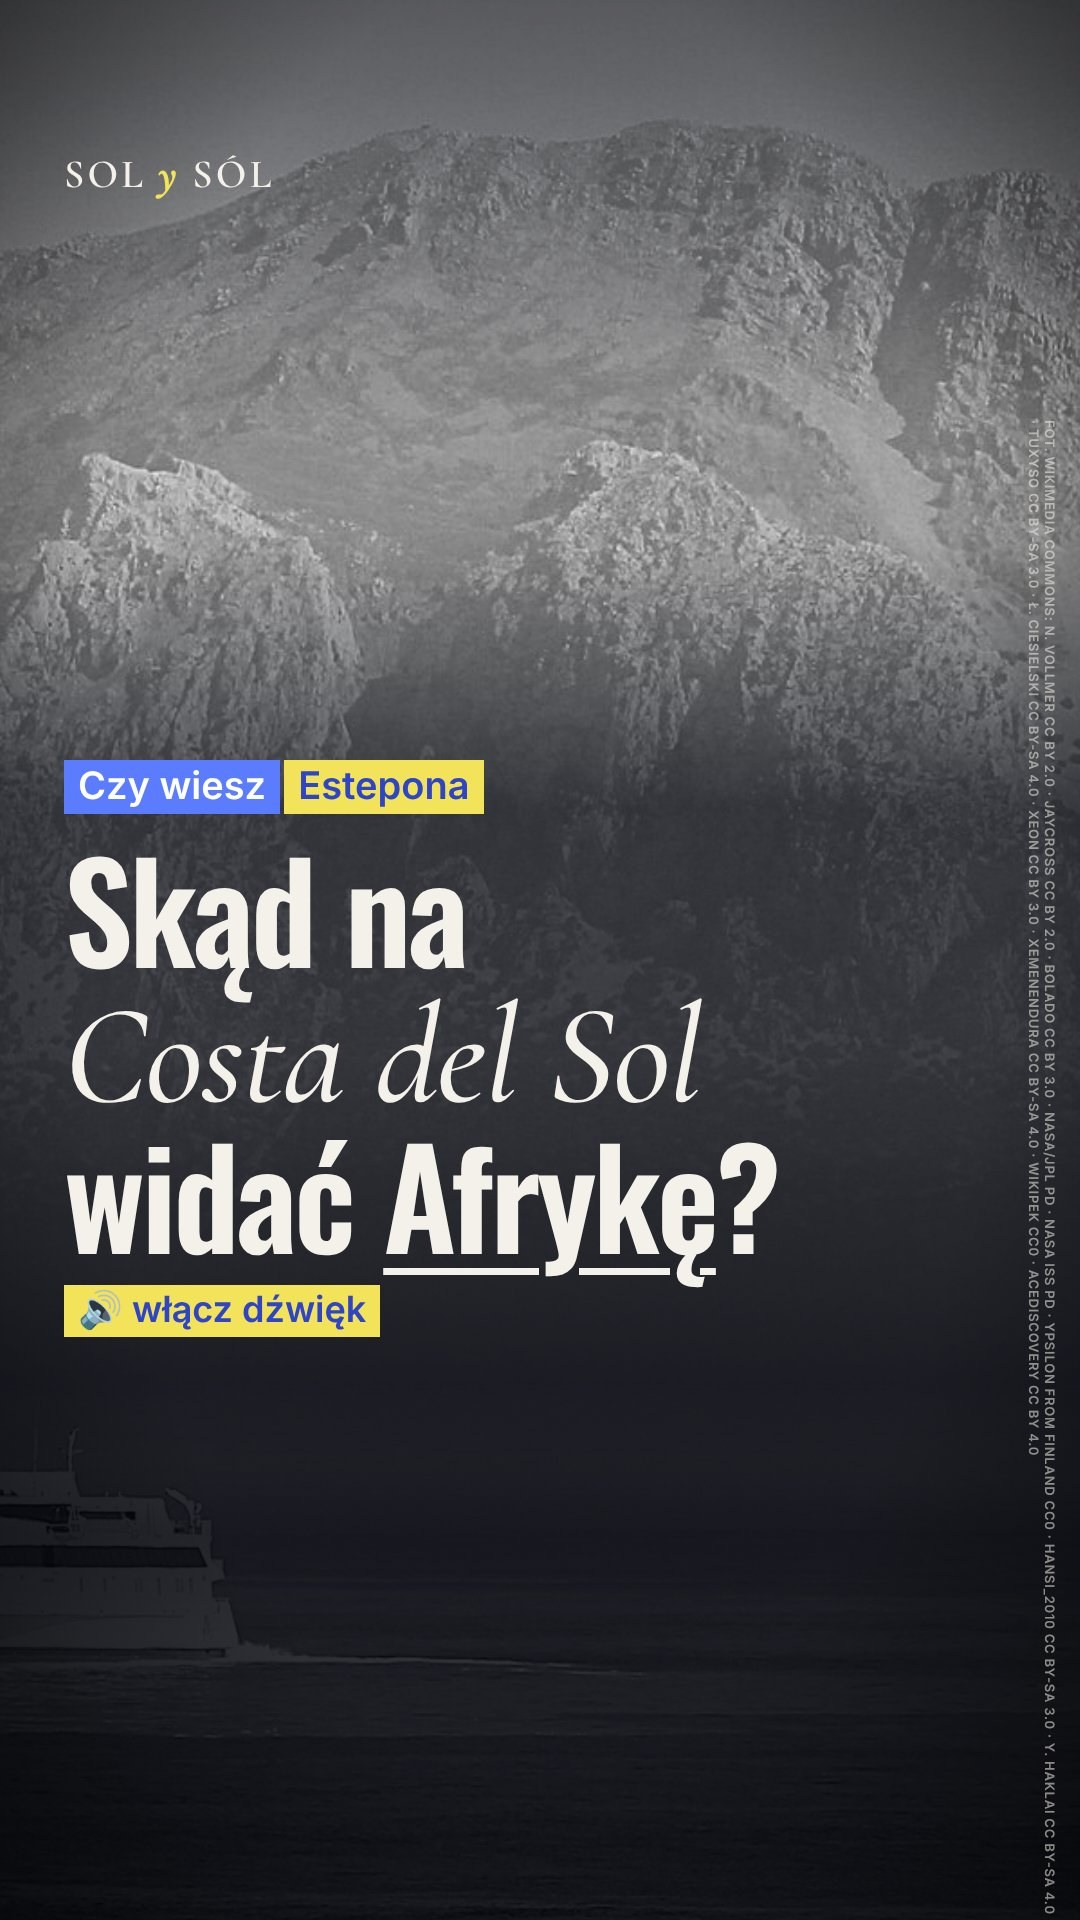 SOL y SÓL
Czy wiesz Estepona
Skąd na
Costa del Sol
widać Afrykę?
🔊 włącz dźwięk
FOT. WIKIMEDIA COMMONS: N. VOLLMER CC BY 2.0 · JAYCROSS CC BY 2.0 · BOLADO CC BY 3.0 · NASA/JPL PD · NASA ISS PD · YPSILON FROM FINLAND CC0 · HANSI_2010 CC BY-SA 3.0 · Y. HAKLAI CC BY-SA 4.0
· TUXYSO CC BY-SA 3.0 · Ł. CIESIELSKI CC BY-SA 4.0 · XEON CC BY 3.0 · XEMENENDURA CC BY-SA 4.0 · WIKIPEK CC0 · ACEDISCOVERY CC BY 4.0